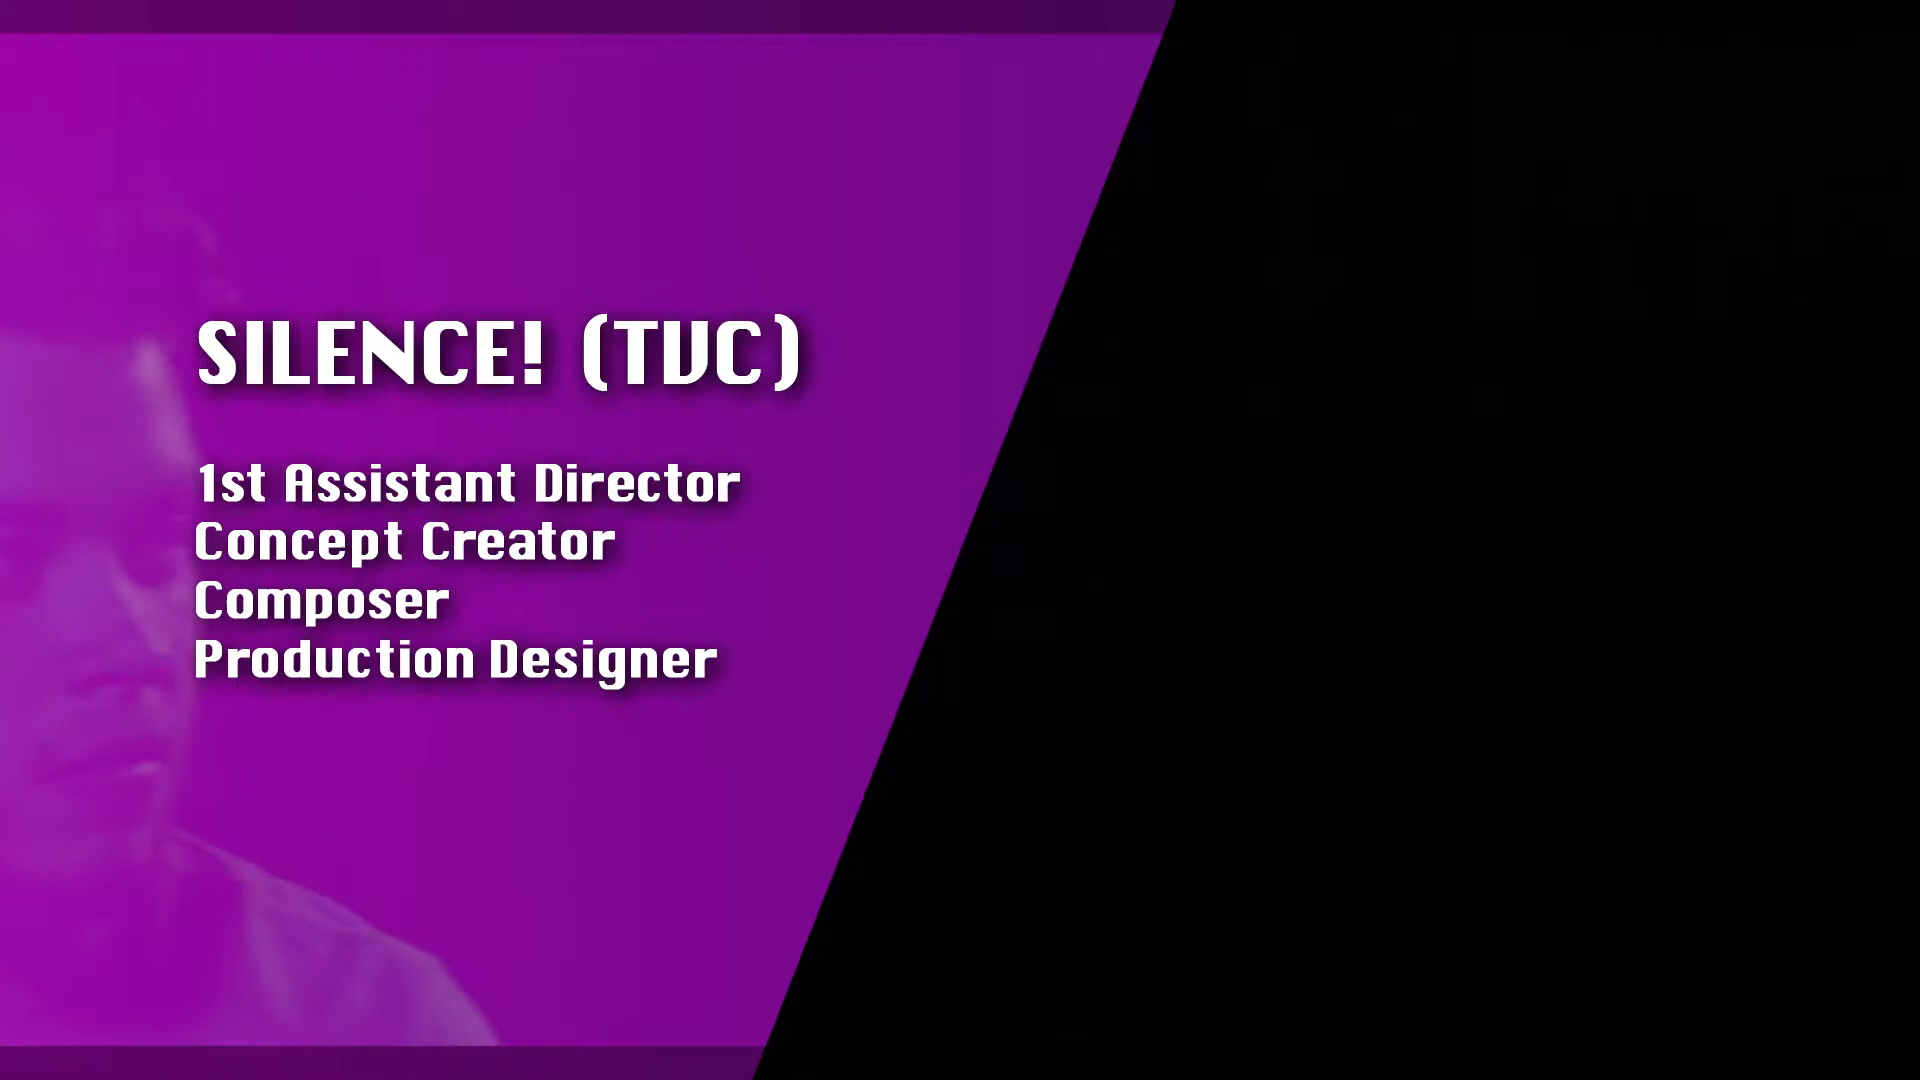 SILENCE! (TVC)
1st Assistant Director
Concept Creator
Composer
Production Designer